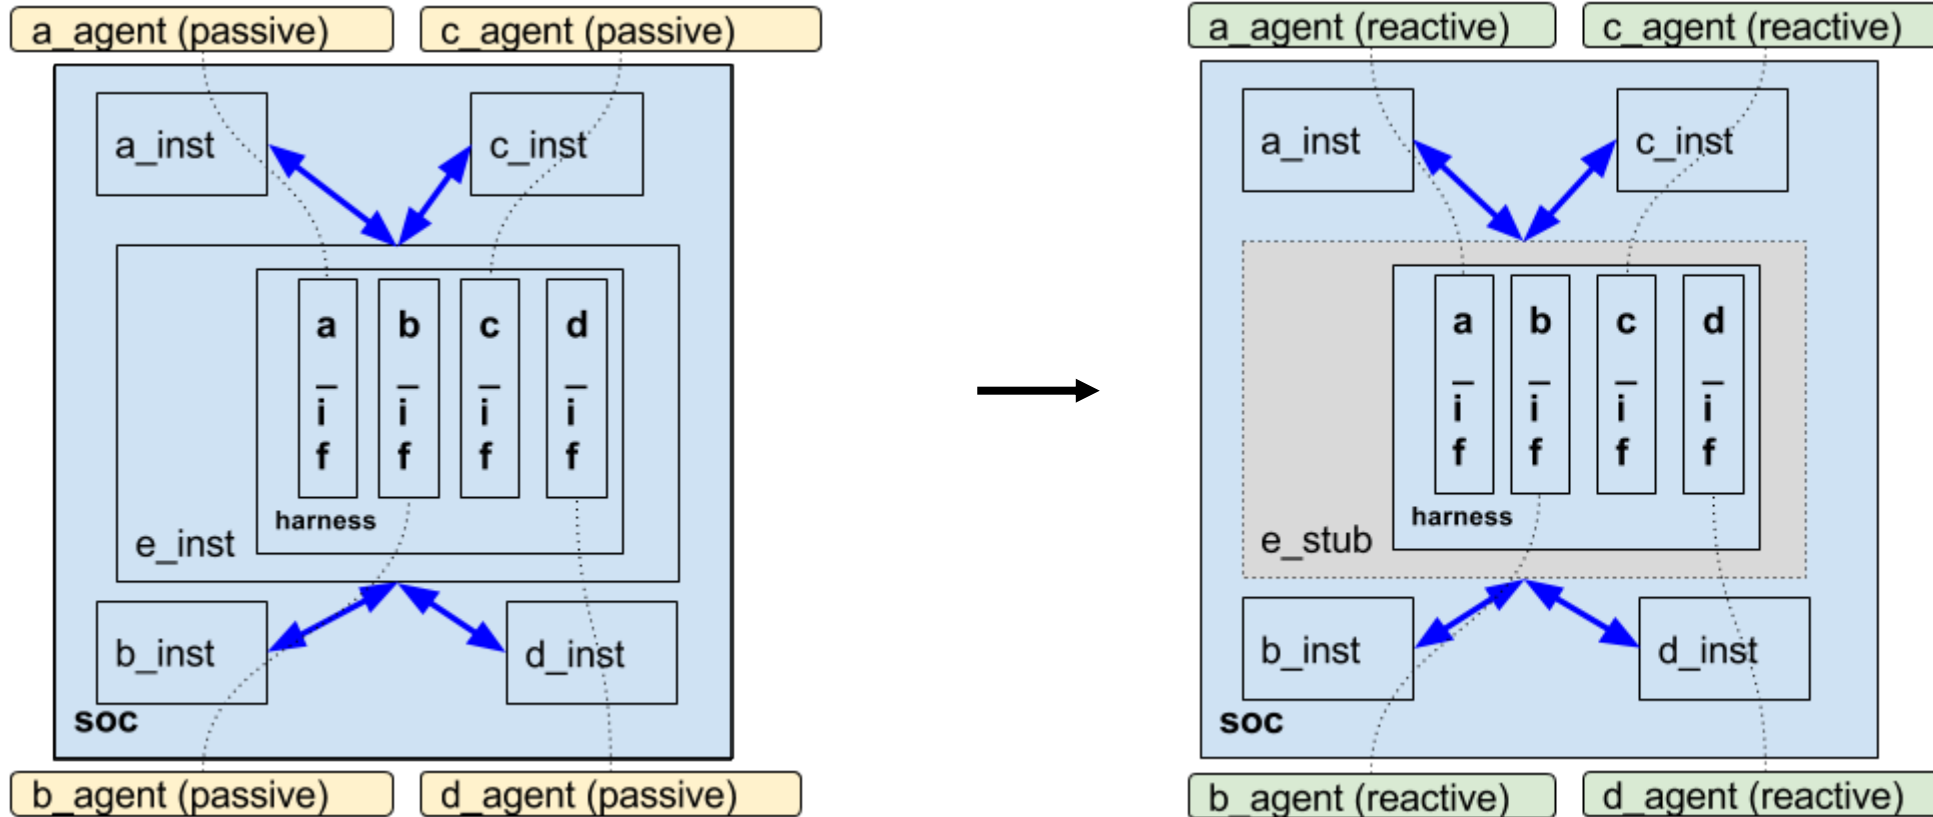 a_agent (passive)
c_agent (passive)
a_inst
c_inst
a
_
i
f
b
_
i
f
c
_
i
f
d
_
i
f
harness
e_inst
b_inst
d_inst
soc
b_agent (passive)
d_agent (passive)
a_agent (reactive)
c_agent (reactive)
a_inst
c_inst
a
_
i
f
b
_
i
f
c
_
i
f
d
_
i
f
harness
e_stub
b_inst
d_inst
soc
b_agent (reactive)
d_agent (reactive)